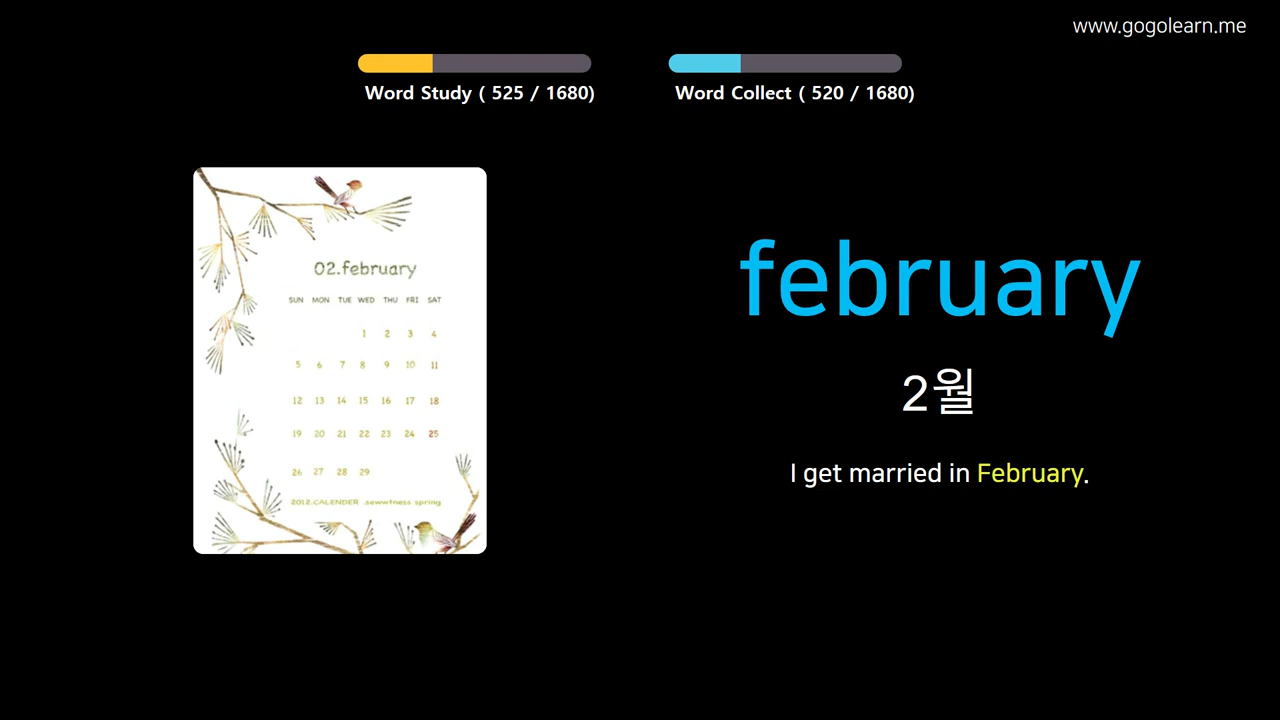 www.gogolearn.me
Word Study ( 525 / 1680)
Word Collect ( 520 / 1680)
02.february
SUN MON TUE WED THU FRI SAT
1 2 3 4
5 6 7 8 9 10 11
12 13 14 15 16 17 18
19 20 21 22 23 24 25
26 27 28 29
2012.CALENDER .sewwtness spring
february
2월
I get married in February.